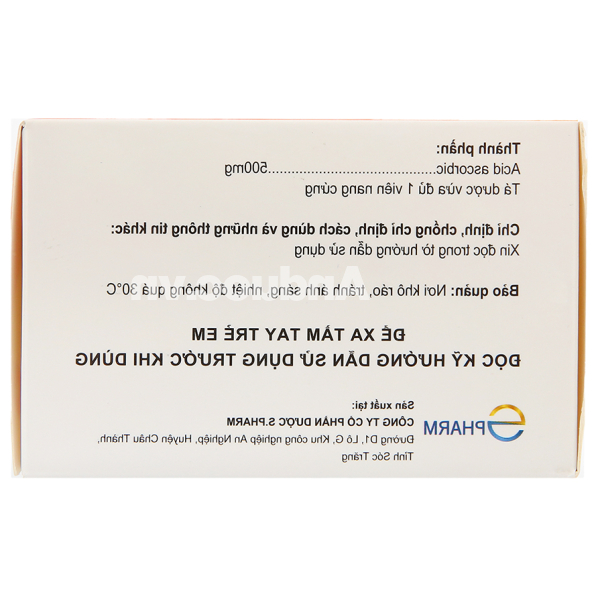 Thành phần:
Acid ascorbic......................................................500mg
Tá dược vừa đủ 1 viên nang cứng
Chỉ định, chống chỉ định, cách dùng và những thông tin khác:
Xin đọc trong tờ hướng dẫn sử dụng
Anduoc.vn
Bảo quản: Nơi khô ráo, tránh ánh sáng, nhiệt độ không quá 30°C
ĐỂ XA TẦM TAY TRẺ EM
ĐỌC KỸ HƯỚNG DẪN SỬ DỤNG TRƯỚC KHI DÙNG
PHARM
Sản xuất tại:
CÔNG TY CỔ PHẦN DƯỢC S.PHARM
Đường D1, Lô G, Khu công nghiệp An Nghiệp, Huyện Châu Thành,
Tỉnh Sóc Trăng